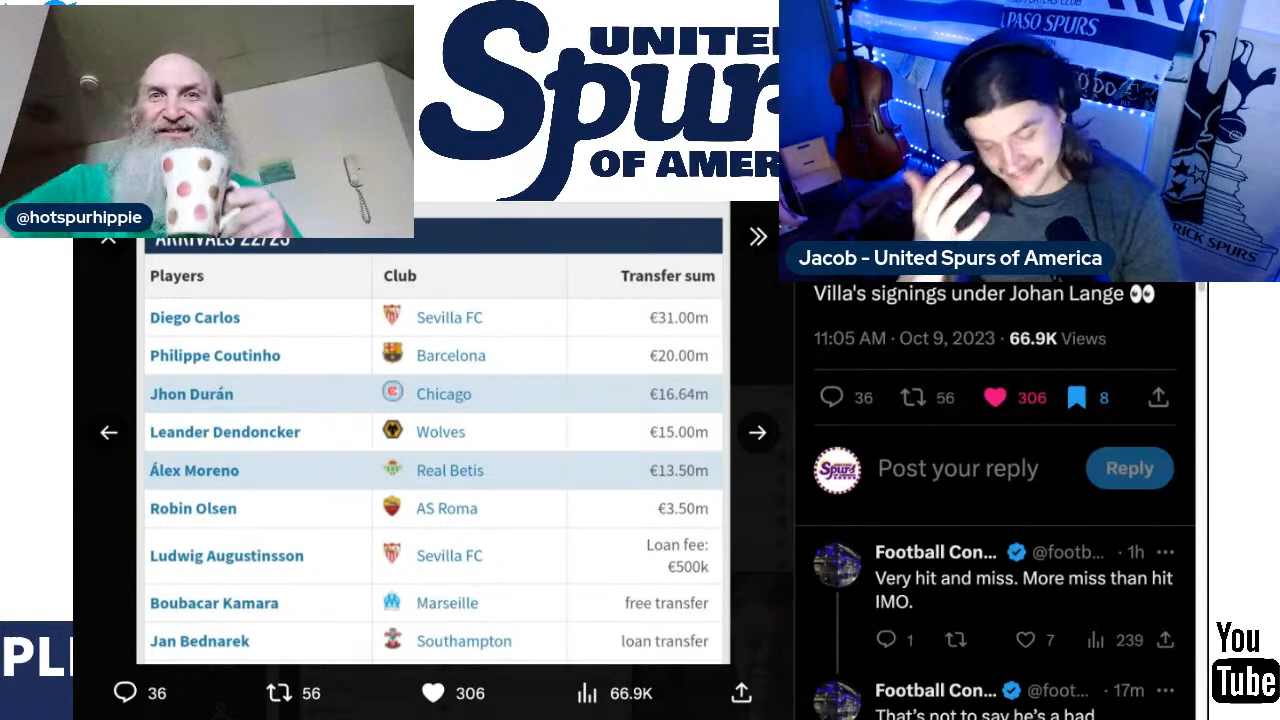 @hotspurhippie
UNITED
Spurs
OF AMER
PASO SPURS
RICK SPURS
Jacob - United Spurs of America
ARRIVALS 22/23
Players Club Transfer sum
Diego Carlos Sevilla FC €31.00m
Philippe Coutinho Barcelona €20.00m
Jhon Durán Chicago €16.64m
Leander Dendoncker Wolves €15.00m
Álex Moreno Real Betis €13.50m
Robin Olsen AS Roma €3.50m
Ludwig Augustinsson Sevilla FC Loan fee:
€500k
Boubacar Kamara Marseille free transfer
Jan Bednarek Southampton loan transfer
36 56 306 66.9K
Villa's signings under Johan Lange 👀
11:05 AM · Oct 9, 2023 · 66.9K Views
36 56 306 8
Spurs
Post your reply
Reply
Football Con... @footb... · 1h
Very hit and miss. More miss than hit
IMO.
1 7 239
Football Con... @foot... · 17m
That's not to say he's a bad
PL
You
Tube